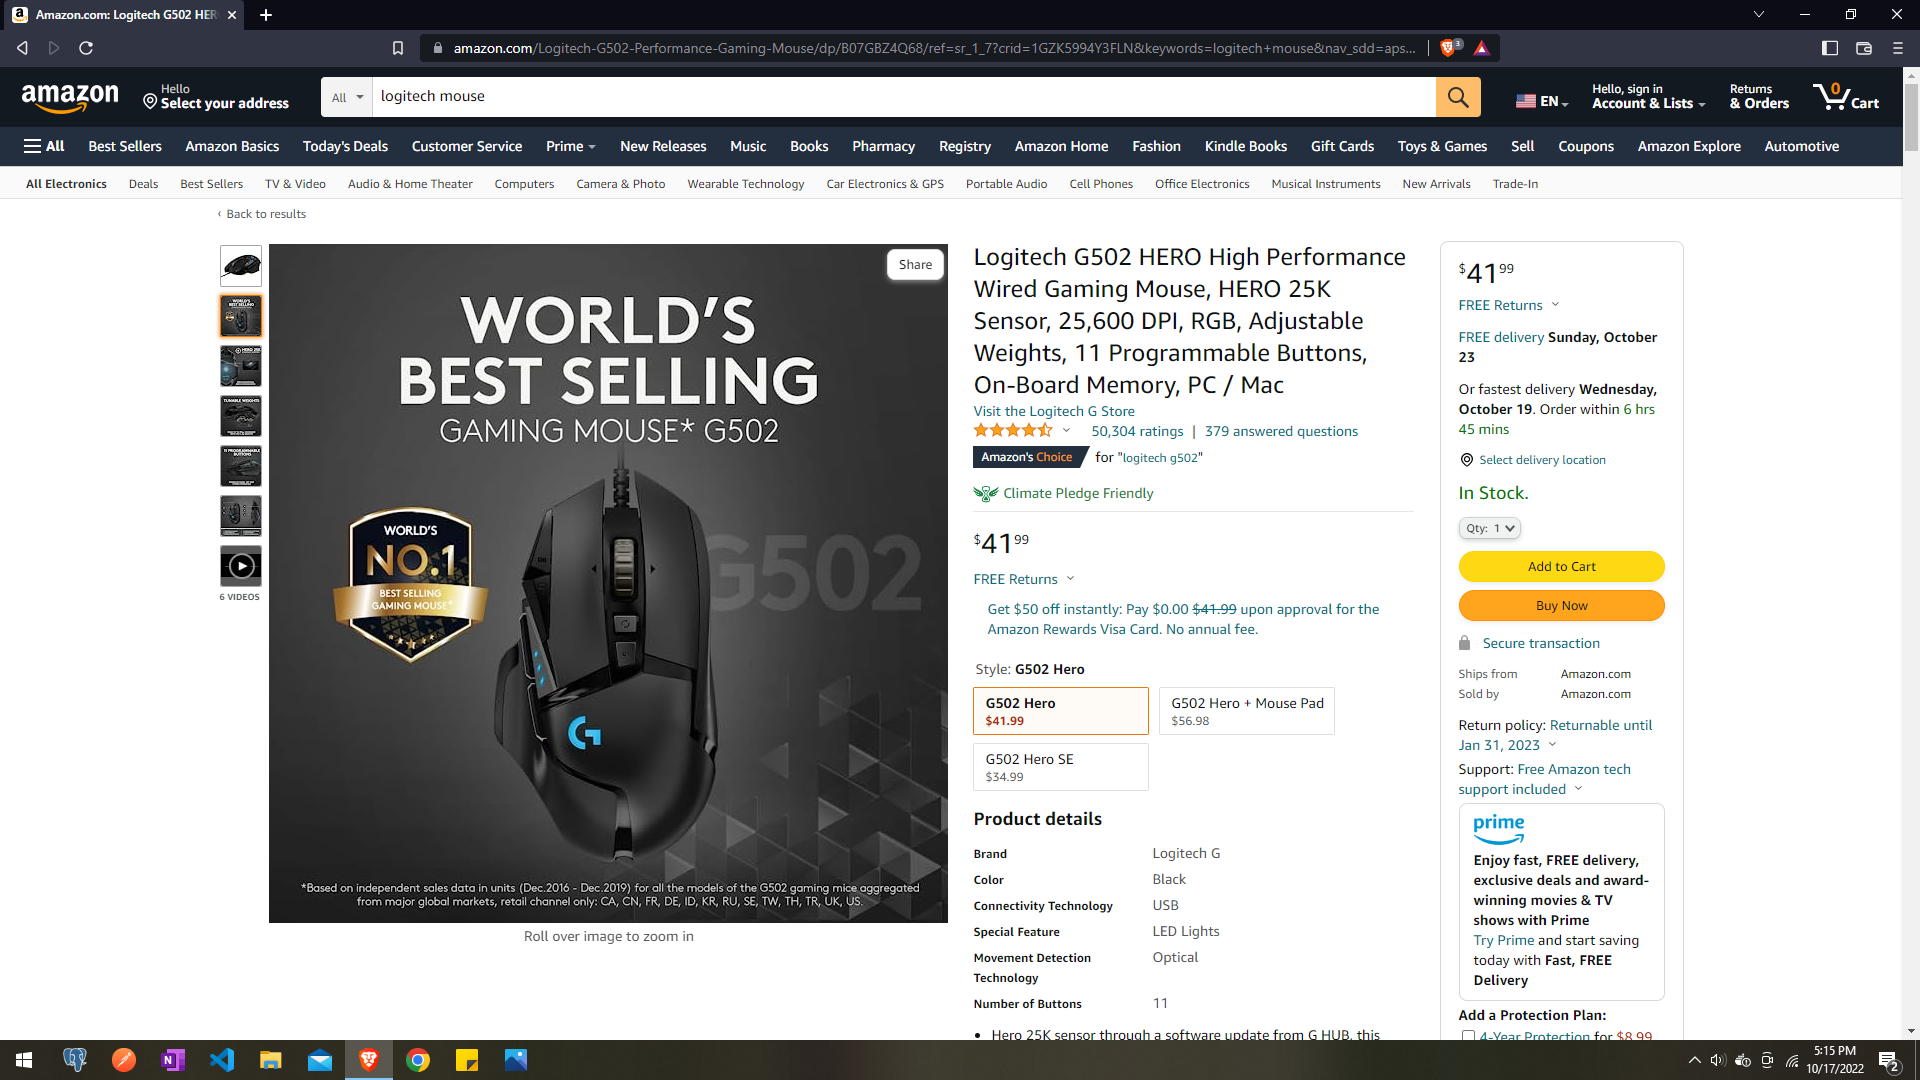 Amazon.com: Logitech G502 HER
amazon.com/Logitech-G502-Performance-Gaming-Mouse/dp/B07GBZ4Q68/ref=sr_1_7?crid=1GZK5994Y3FLN&keywords=logitech+mouse&nav_sdd=aps...
3
amazon
Hello
Select your address
All
logitech mouse
EN
Hello, sign in
Account & Lists
Returns
& Orders
0
Cart
All Best Sellers Amazon Basics Today's Deals Customer Service Prime New Releases Music Books Pharmacy Registry Amazon Home Fashion Kindle Books Gift Cards Toys & Games Sell Coupons Amazon Explore Automotive
All Electronics Deals Best Sellers TV & Video Audio & Home Theater Computers Camera & Photo Wearable Technology Car Electronics & GPS Portable Audio Cell Phones Office Electronics Musical Instruments New Arrivals Trade-In
‹ Back to results
6 VIDEOS
Share
WORLD'S
BEST SELLING
GAMING MOUSE* G502
WORLD'S
NO.1
BEST SELLING
GAMING MOUSE*
G502
*Based on independent sales data in units (Dec.2016 - Dec.2019) for all the models of the G502 gaming mice aggregated
from major global markets, retail channel only: CA, CN, FR, DE, ID, KR, RU, SE, TW, TH, TR, UK, US.
Roll over image to zoom in
Logitech G502 HERO High Performance
Wired Gaming Mouse, HERO 25K
Sensor, 25,600 DPI, RGB, Adjustable
Weights, 11 Programmable Buttons,
On-Board Memory, PC / Mac
Visit the Logitech G Store
50,304 ratings | 379 answered questions
Amazon's Choice for "logitech g502"
Climate Pledge Friendly
$41 99
FREE Returns
Get $50 off instantly: Pay $0.00 $41.99 upon approval for the
Amazon Rewards Visa Card. No annual fee.
Style: G502 Hero
G502 Hero
$41.99
G502 Hero + Mouse Pad
$56.98
G502 Hero SE
$34.99
Product details
Brand Logitech G
Color Black
Connectivity Technology USB
Special Feature LED Lights
Movement Detection Optical
Technology
Number of Buttons 11
• Hero 25K sensor through a software update from G HUB, this
$41 99
FREE Returns
FREE delivery Sunday, October
23
Or fastest delivery Wednesday,
October 19. Order within 6 hrs
45 mins
Select delivery location
In Stock.
Qty: 1
Add to Cart
Buy Now
Secure transaction
Ships from Amazon.com
Sold by Amazon.com
Return policy: Returnable until
Jan 31, 2023
Support: Free Amazon tech
support included
prime
Enjoy fast, FREE delivery,
exclusive deals and award-
winning movies & TV
shows with Prime
Try Prime and start saving
today with Fast, FREE
Delivery
Add a Protection Plan:
4-Year Protection for $8.99
5:15 PM
10/17/2022
2